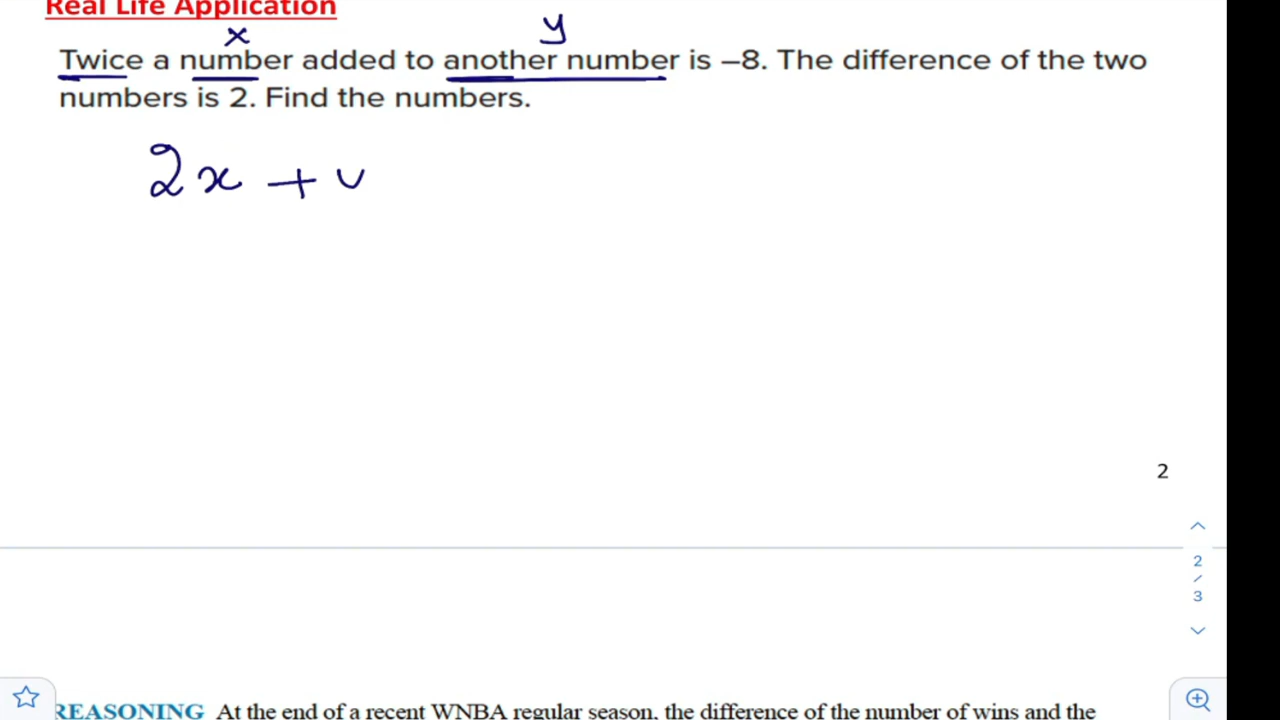 Real Life Application
x y
Twice a number added to another number is –8. The difference of the two
numbers is 2. Find the numbers.
2x + υ
2
2
/
3
REASONING At the end of a recent WNBA regular season, the difference of the number of wins and the